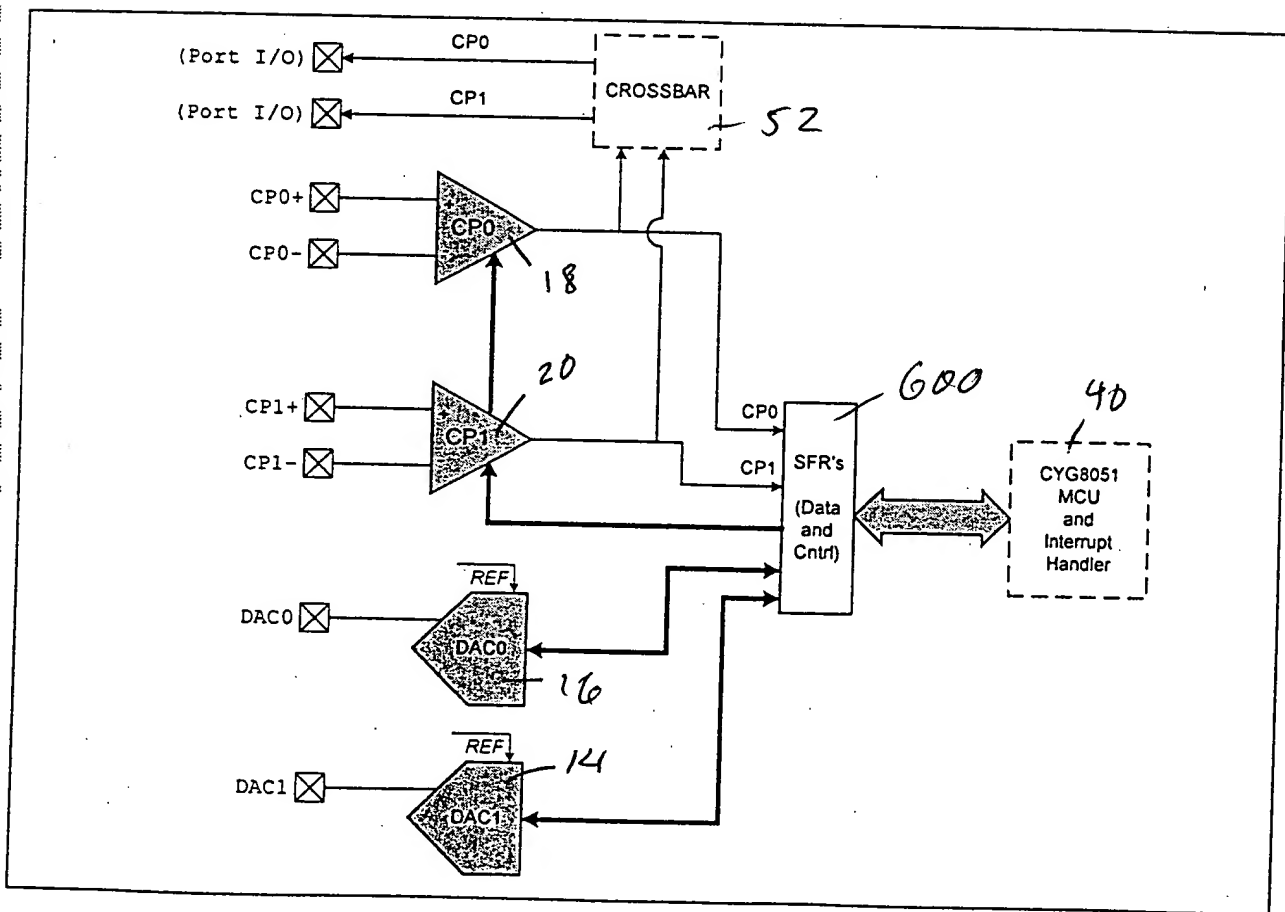 (Port I/O)
CP0
(Port I/O)
CP1
CROSSBAR
52
CP0+
CP0-
+
CP0
-
18
CP1+
CP1-
+
CP1
-
20
CP0
CP1
SFR's
(Data
and
Cntrl)
600
40
CYG8051
MCU
and
Interrupt
Handler
REF
DAC0
DAC0
16
REF
DAC1
DAC1
14